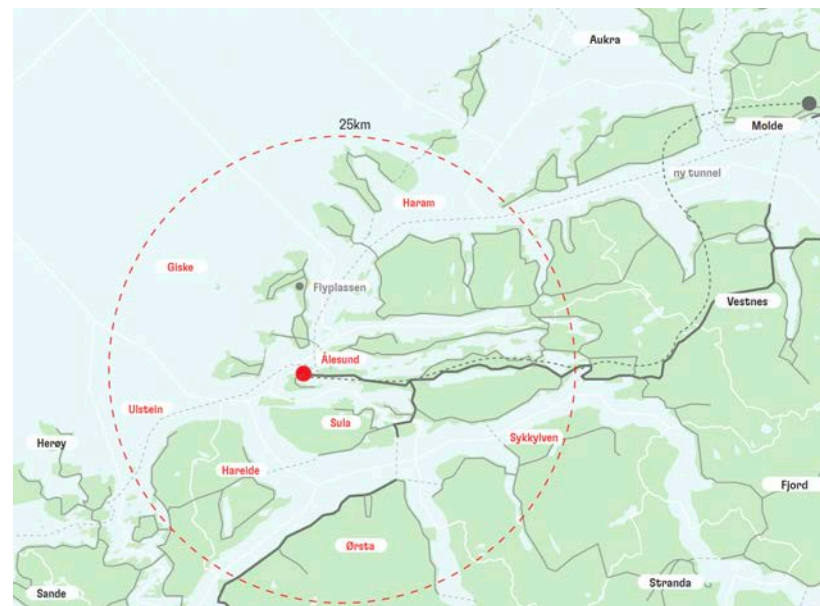 Aukra
25km
Molde
ny tunnel
Haram
Giske
Flyplassen
Vestnes
Ålesund
Ulstein
Sula
Herøy
Sykkylven
Hareide
Fjord
Ørsta
Stranda
Sande